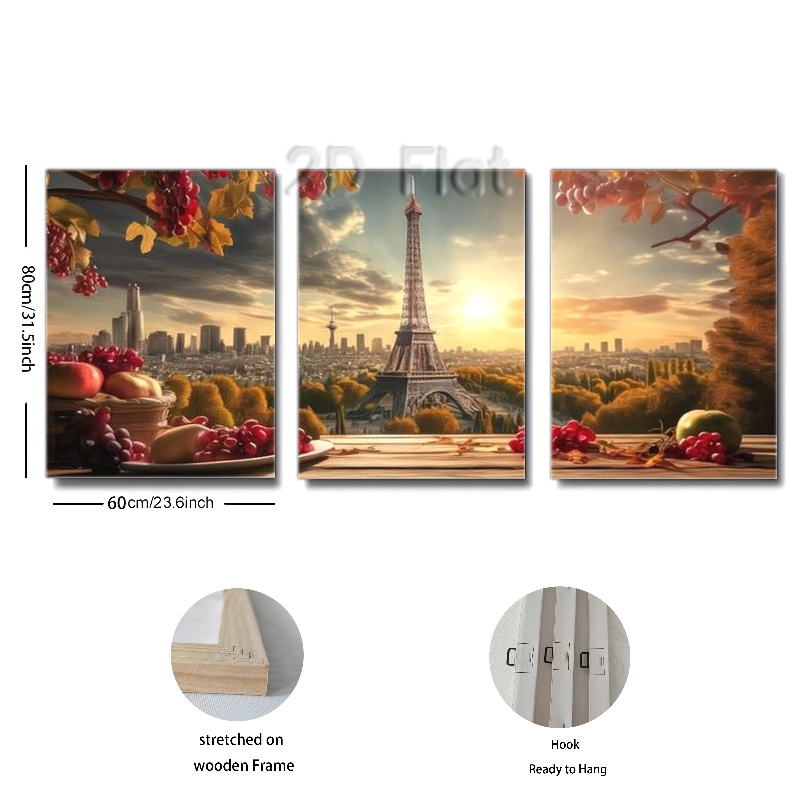 2D Flat
80cm/31.5inch
60cm/23.6inch
stretched on
wooden Frame
Hook
Ready to Hang